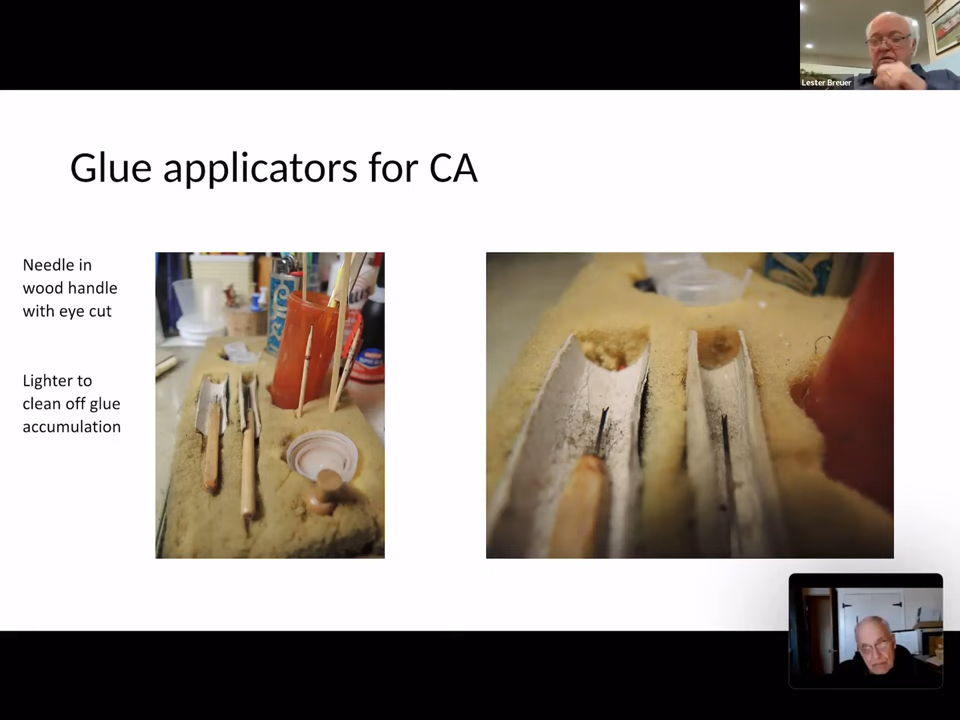 Lester Breuer
Glue applicators for CA
Needle in
wood handle
with eye cut
Lighter to
clean off glue
accumulation